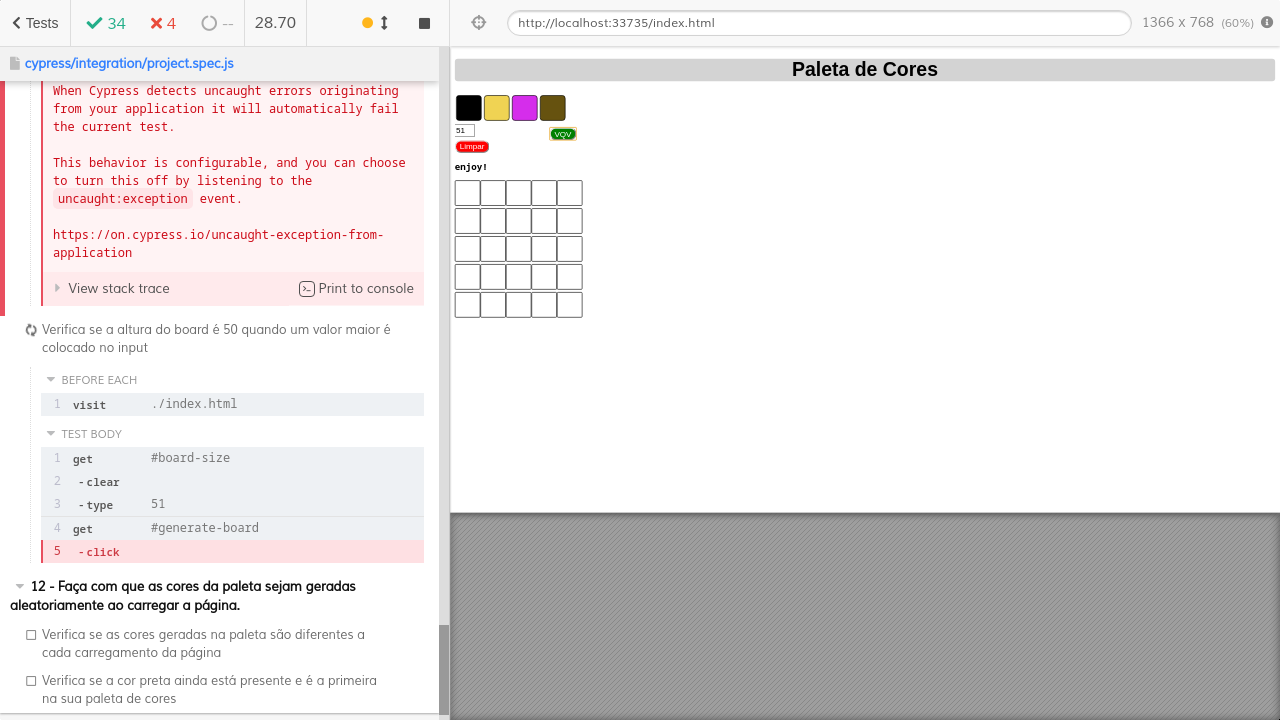 Tests
34
4
--
28.70
http://localhost:33735/index.html
1366 x 768 (60%)
cypress/integration/project.spec.js
When Cypress detects uncaught errors originating
from your application it will automatically fail
the current test.
This behavior is configurable, and you can choose
to turn this off by listening to the
uncaught:exception event.
https://on.cypress.io/uncaught-exception-from-
application
View stack trace
Print to console
Verifica se a altura do board é 50 quando um valor maior é
colocado no input
BEFORE EACH
1 visit ./index.html
TEST BODY
1 get #board-size
2 -clear
3 -type 51
4 get #generate-board
5 -click
12 - Faça com que as cores da paleta sejam geradas
aleatoriamente ao carregar a página.
Verifica se as cores geradas na paleta são diferentes a
cada carregamento da página
Verifica se a cor preta ainda está presente e é a primeira
na sua paleta de cores
Paleta de Cores
51
VQV
Limpar
enjoy!